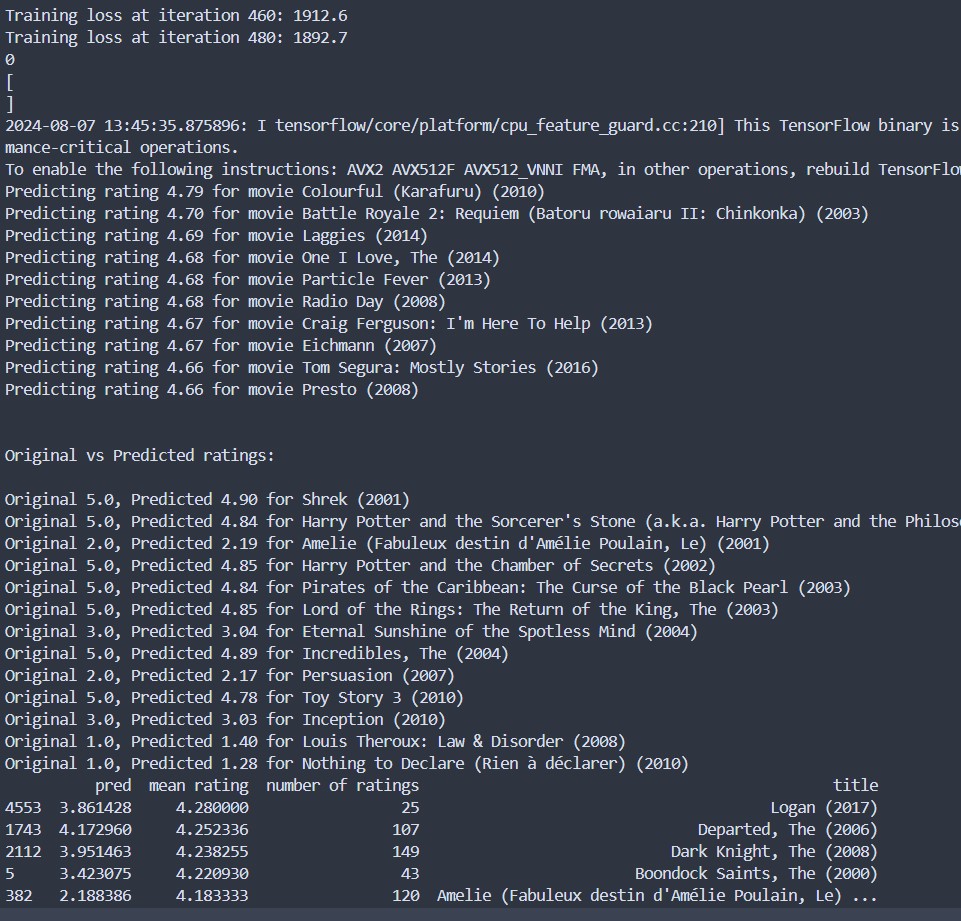 Training loss at iteration 460: 1912.6
Training loss at iteration 480: 1892.7
0
[
]
2024-08-07 13:45:35.875896: I tensorflow/core/platform/cpu_feature_guard.cc:210] This TensorFlow binary is
mance-critical operations.
To enable the following instructions: AVX2 AVX512F AVX512_VNNI FMA, in other operations, rebuild TensorFlo
Predicting rating 4.79 for movie Colourful (Karafuru) (2010)
Predicting rating 4.70 for movie Battle Royale 2: Requiem (Batoru rowaiaru II: Chinkonka) (2003)
Predicting rating 4.69 for movie Laggies (2014)
Predicting rating 4.68 for movie One I Love, The (2014)
Predicting rating 4.68 for movie Particle Fever (2013)
Predicting rating 4.68 for movie Radio Day (2008)
Predicting rating 4.67 for movie Craig Ferguson: I'm Here To Help (2013)
Predicting rating 4.67 for movie Eichmann (2007)
Predicting rating 4.66 for movie Tom Segura: Mostly Stories (2016)
Predicting rating 4.66 for movie Presto (2008)
Original vs Predicted ratings:
Original 5.0, Predicted 4.90 for Shrek (2001)
Original 5.0, Predicted 4.84 for Harry Potter and the Sorcerer's Stone (a.k.a. Harry Potter and the Philos
Original 2.0, Predicted 2.19 for Amelie (Fabuleux destin d'Amélie Poulain, Le) (2001)
Original 5.0, Predicted 4.85 for Harry Potter and the Chamber of Secrets (2002)
Original 5.0, Predicted 4.84 for Pirates of the Caribbean: The Curse of the Black Pearl (2003)
Original 5.0, Predicted 4.85 for Lord of the Rings: The Return of the King, The (2003)
Original 3.0, Predicted 3.04 for Eternal Sunshine of the Spotless Mind (2004)
Original 5.0, Predicted 4.89 for Incredibles, The (2004)
Original 2.0, Predicted 2.17 for Persuasion (2007)
Original 5.0, Predicted 4.78 for Toy Story 3 (2010)
Original 3.0, Predicted 3.03 for Inception (2010)
Original 1.0, Predicted 1.40 for Louis Theroux: Law & Disorder (2008)
Original 1.0, Predicted 1.28 for Nothing to Declare (Rien à déclarer) (2010)
pred mean rating number of ratings title
4553 3.861428 4.280000 25 Logan (2017)
1743 4.172960 4.252336 107 Departed, The (2006)
2112 3.951463 4.238255 149 Dark Knight, The (2008)
5 3.423075 4.220930 43 Boondock Saints, The (2000)
382 2.188386 4.183333 120 Amelie (Fabuleux destin d'Amélie Poulain, Le) ...